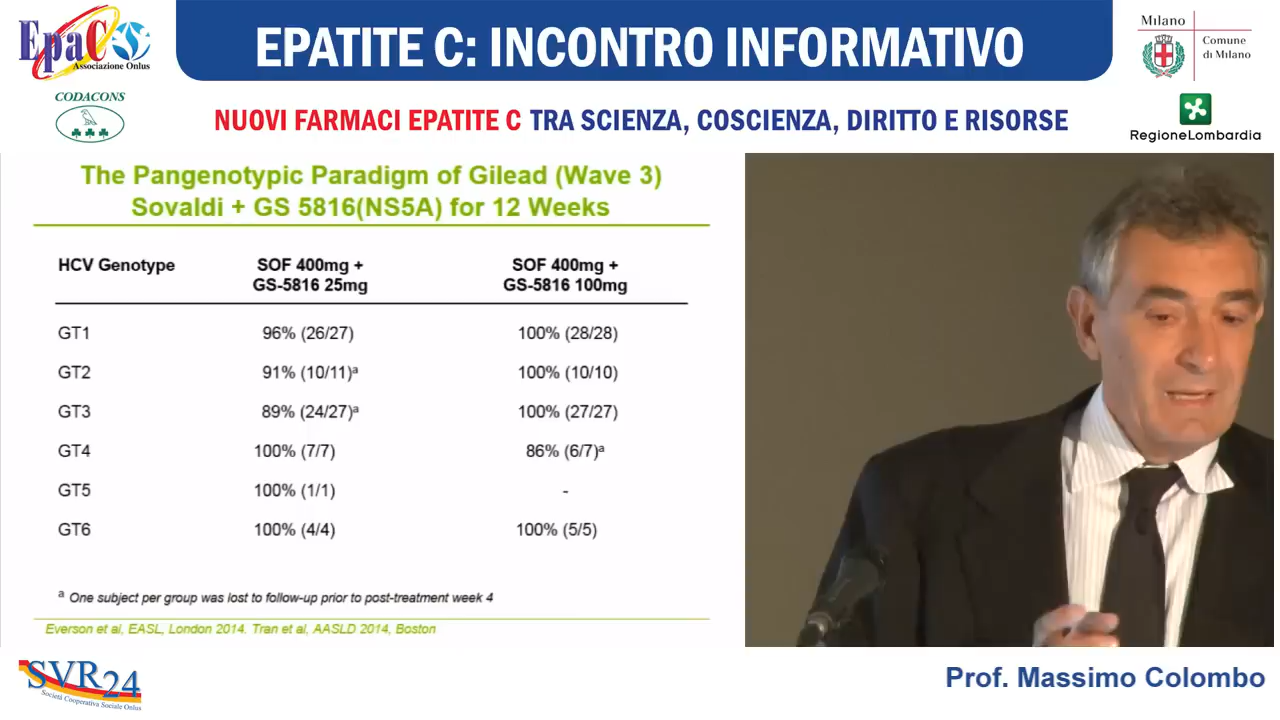 EpaC
Associazione Onlus
EPATITE C: INCONTRO INFORMATIVO
Milano
Comune
di Milano
CODACONS
NUOVI FARMACI EPATITE C TRA SCIENZA, COSCIENZA, DIRITTO E RISORSE
RegioneLombardia
The Pangenotypic Paradigm of Gilead (Wave 3)
Sovaldi + GS 5816(NS5A) for 12 Weeks
HCV Genotype SOF 400mg + GS-5816 25mg SOF 400mg + GS-5816 100mg
GT1 96% (26/27) 100% (28/28)
GT2 91% (10/11)ᵃ 100% (10/10)
GT3 89% (24/27)ᵃ 100% (27/27)
GT4 100% (7/7) 86% (6/7)ᵃ
GT5 100% (1/1) -
GT6 100% (4/4) 100% (5/5)
ᵃ One subject per group was lost to follow-up prior to post-treatment week 4
Everson et al, EASL, London 2014. Tran et al, AASLD 2014, Boston
SVR24
Società Cooperativa Sociale Onlus
Prof. Massimo Colombo